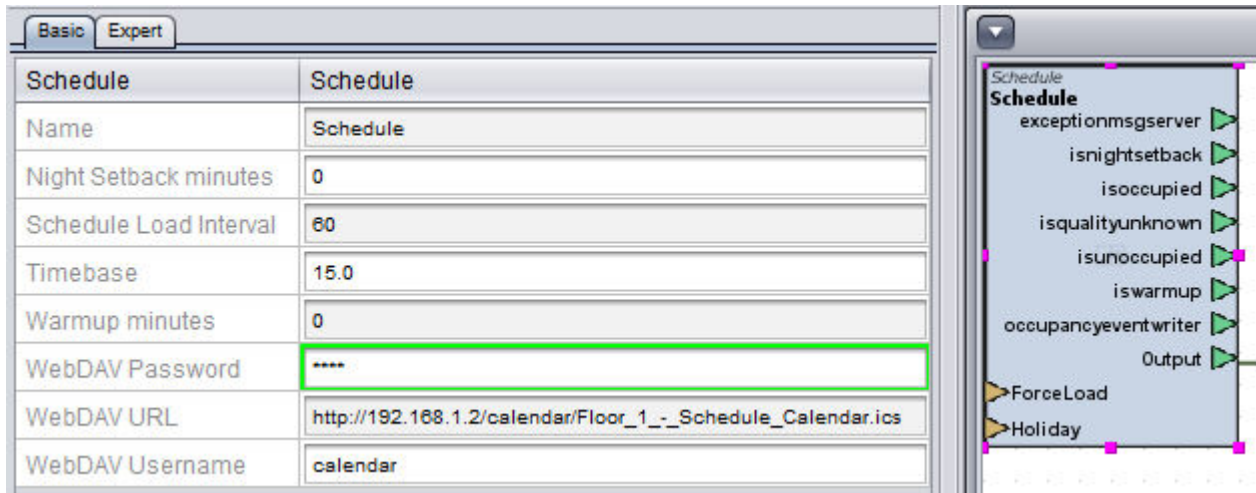 Basic Expert
Schedule Schedule
Name Schedule
Night Setback minutes 0
Schedule Load Interval 60
Timebase 15.0
Warmup minutes 0
WebDAV Password ****
WebDAV URL http://192.168.1.2/calendar/Floor_1_-_Schedule_Calendar.ics
WebDAV Username calendar
Schedule
Schedule
exceptionmsgserver
isnightsetback
isoccupied
isqualityunknown
isunoccupied
iswarmup
occupancyeventwriter
Output
ForceLoad
Holiday